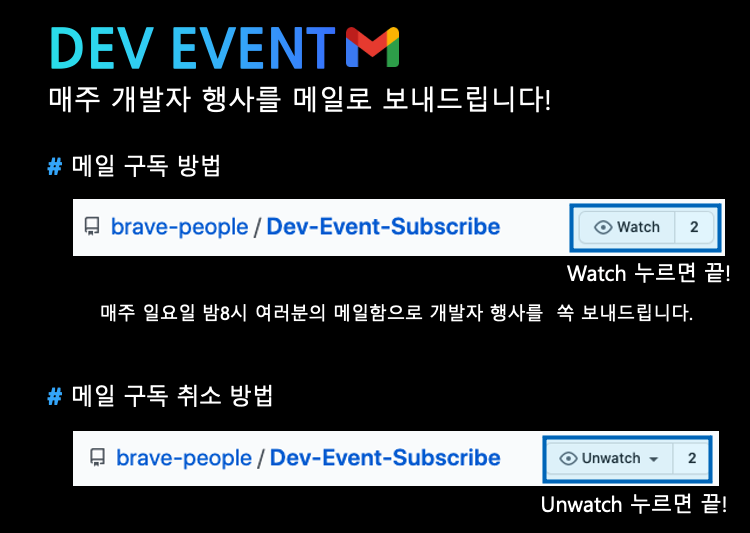 DEV EVENT
매주 개발자 행사를 메일로 보내드립니다!
# 메일 구독 방법
brave-people / Dev-Event-Subscribe Watch 2
Watch 누르면 끝!
매주 일요일 밤8시 여러분의 메일함으로 개발자 행사를 쏙 보내드립니다.
# 메일 구독 취소 방법
brave-people / Dev-Event-Subscribe Unwatch 2
Unwatch 누르면 끝!